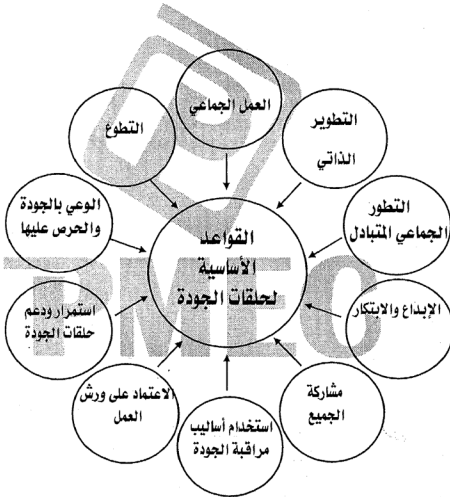 العمل الجماعي
التطوير
الذاتي
التطوع
التطور
الجماعي المتبادل
الوعي بالجودة
والحرص عليها
القواعد
الأساسية
لحلقات الجودة
الإبداع والابتكار
استمرار ودعم
حلقات الجودة
مشاركة
الجميع
الاعتماد على ورش
العمل
استخدام أساليب
مراقبة الجودة
PMEC